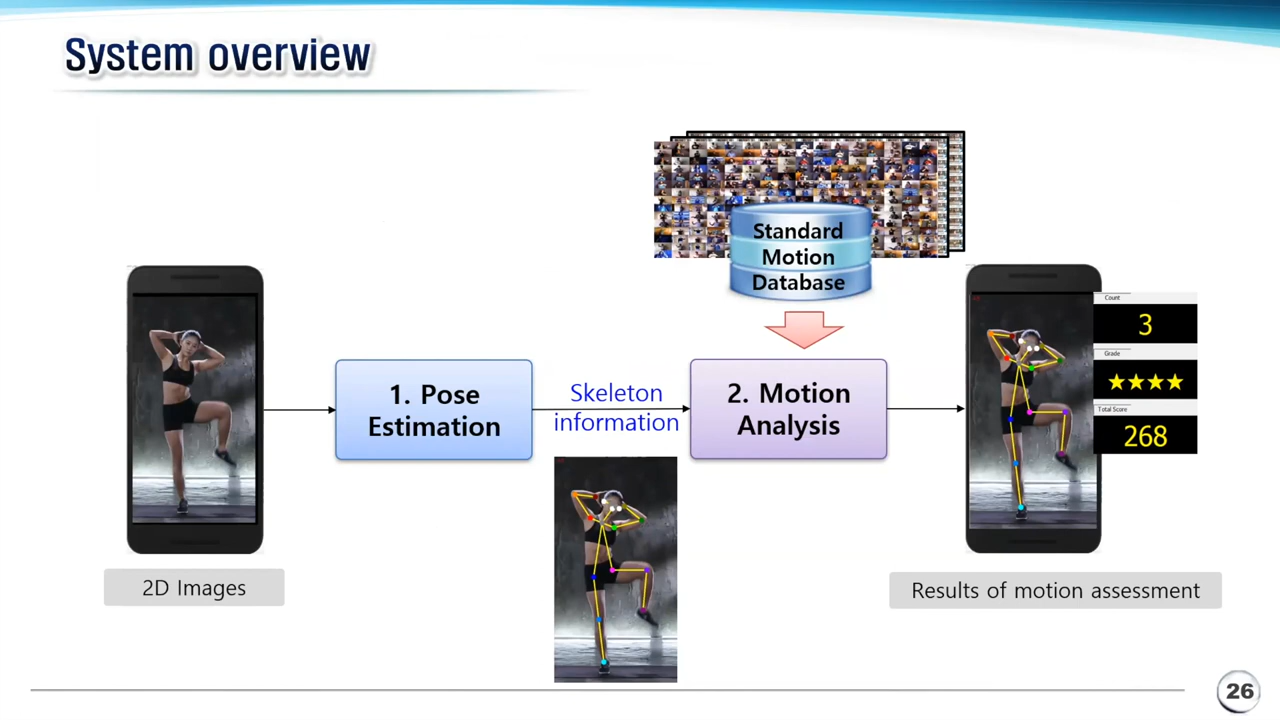 System overview
Standard
Motion
Database
1. Pose
Estimation
Skeleton
information
2. Motion
Analysis
Count
3
Grade
★★★★
Total Score
268
2D Images
Results of motion assessment
26